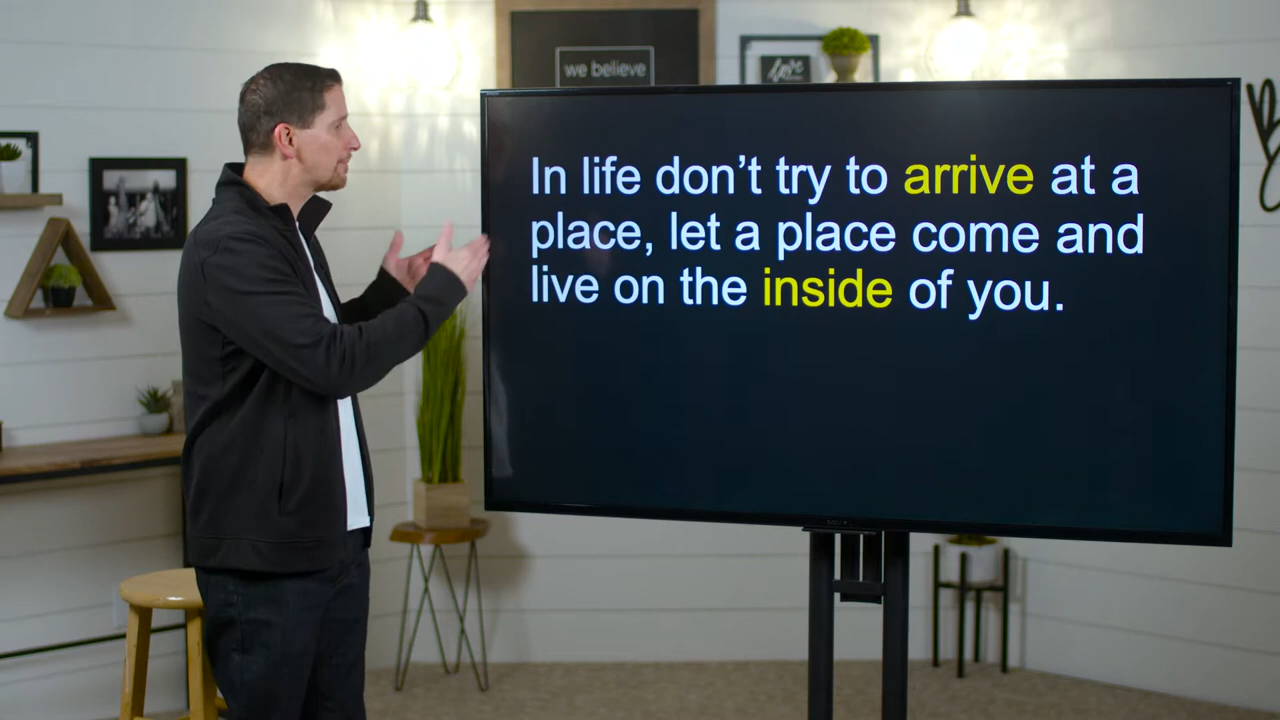 we believe
love
In life don't try to arrive at a
place, let a place come and
live on the inside of you.